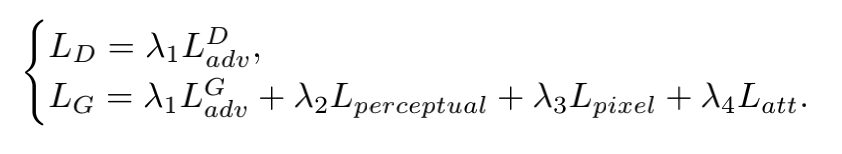 L_D = λ_1 L_{adv}^D,
L_G = λ_1 L_{adv}^G + λ_2 L_{perceptual} + λ_3 L_{pixel} + λ_4 L_{att}.